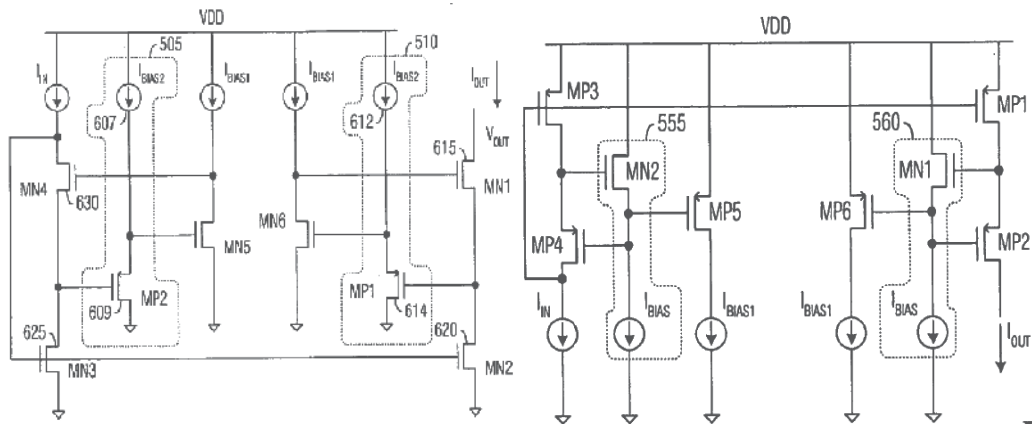 VDD
505
510
I_IN
I_BIAS2
I_BIAS1
I_BIAS1
I_BIAS2
I_OUT
607
612
V_OUT
615
MN4
630
MN6
MN1
MN5
MP2
609
MP1
614
625
620
MN3
MN2
VDD
MP3
MP1
555
560
MN2
MN1
MP5
MP6
MP4
MP2
I_IN
I_BIAS
I_BIAS1
I_BIAS1
I_BIAS
I_OUT